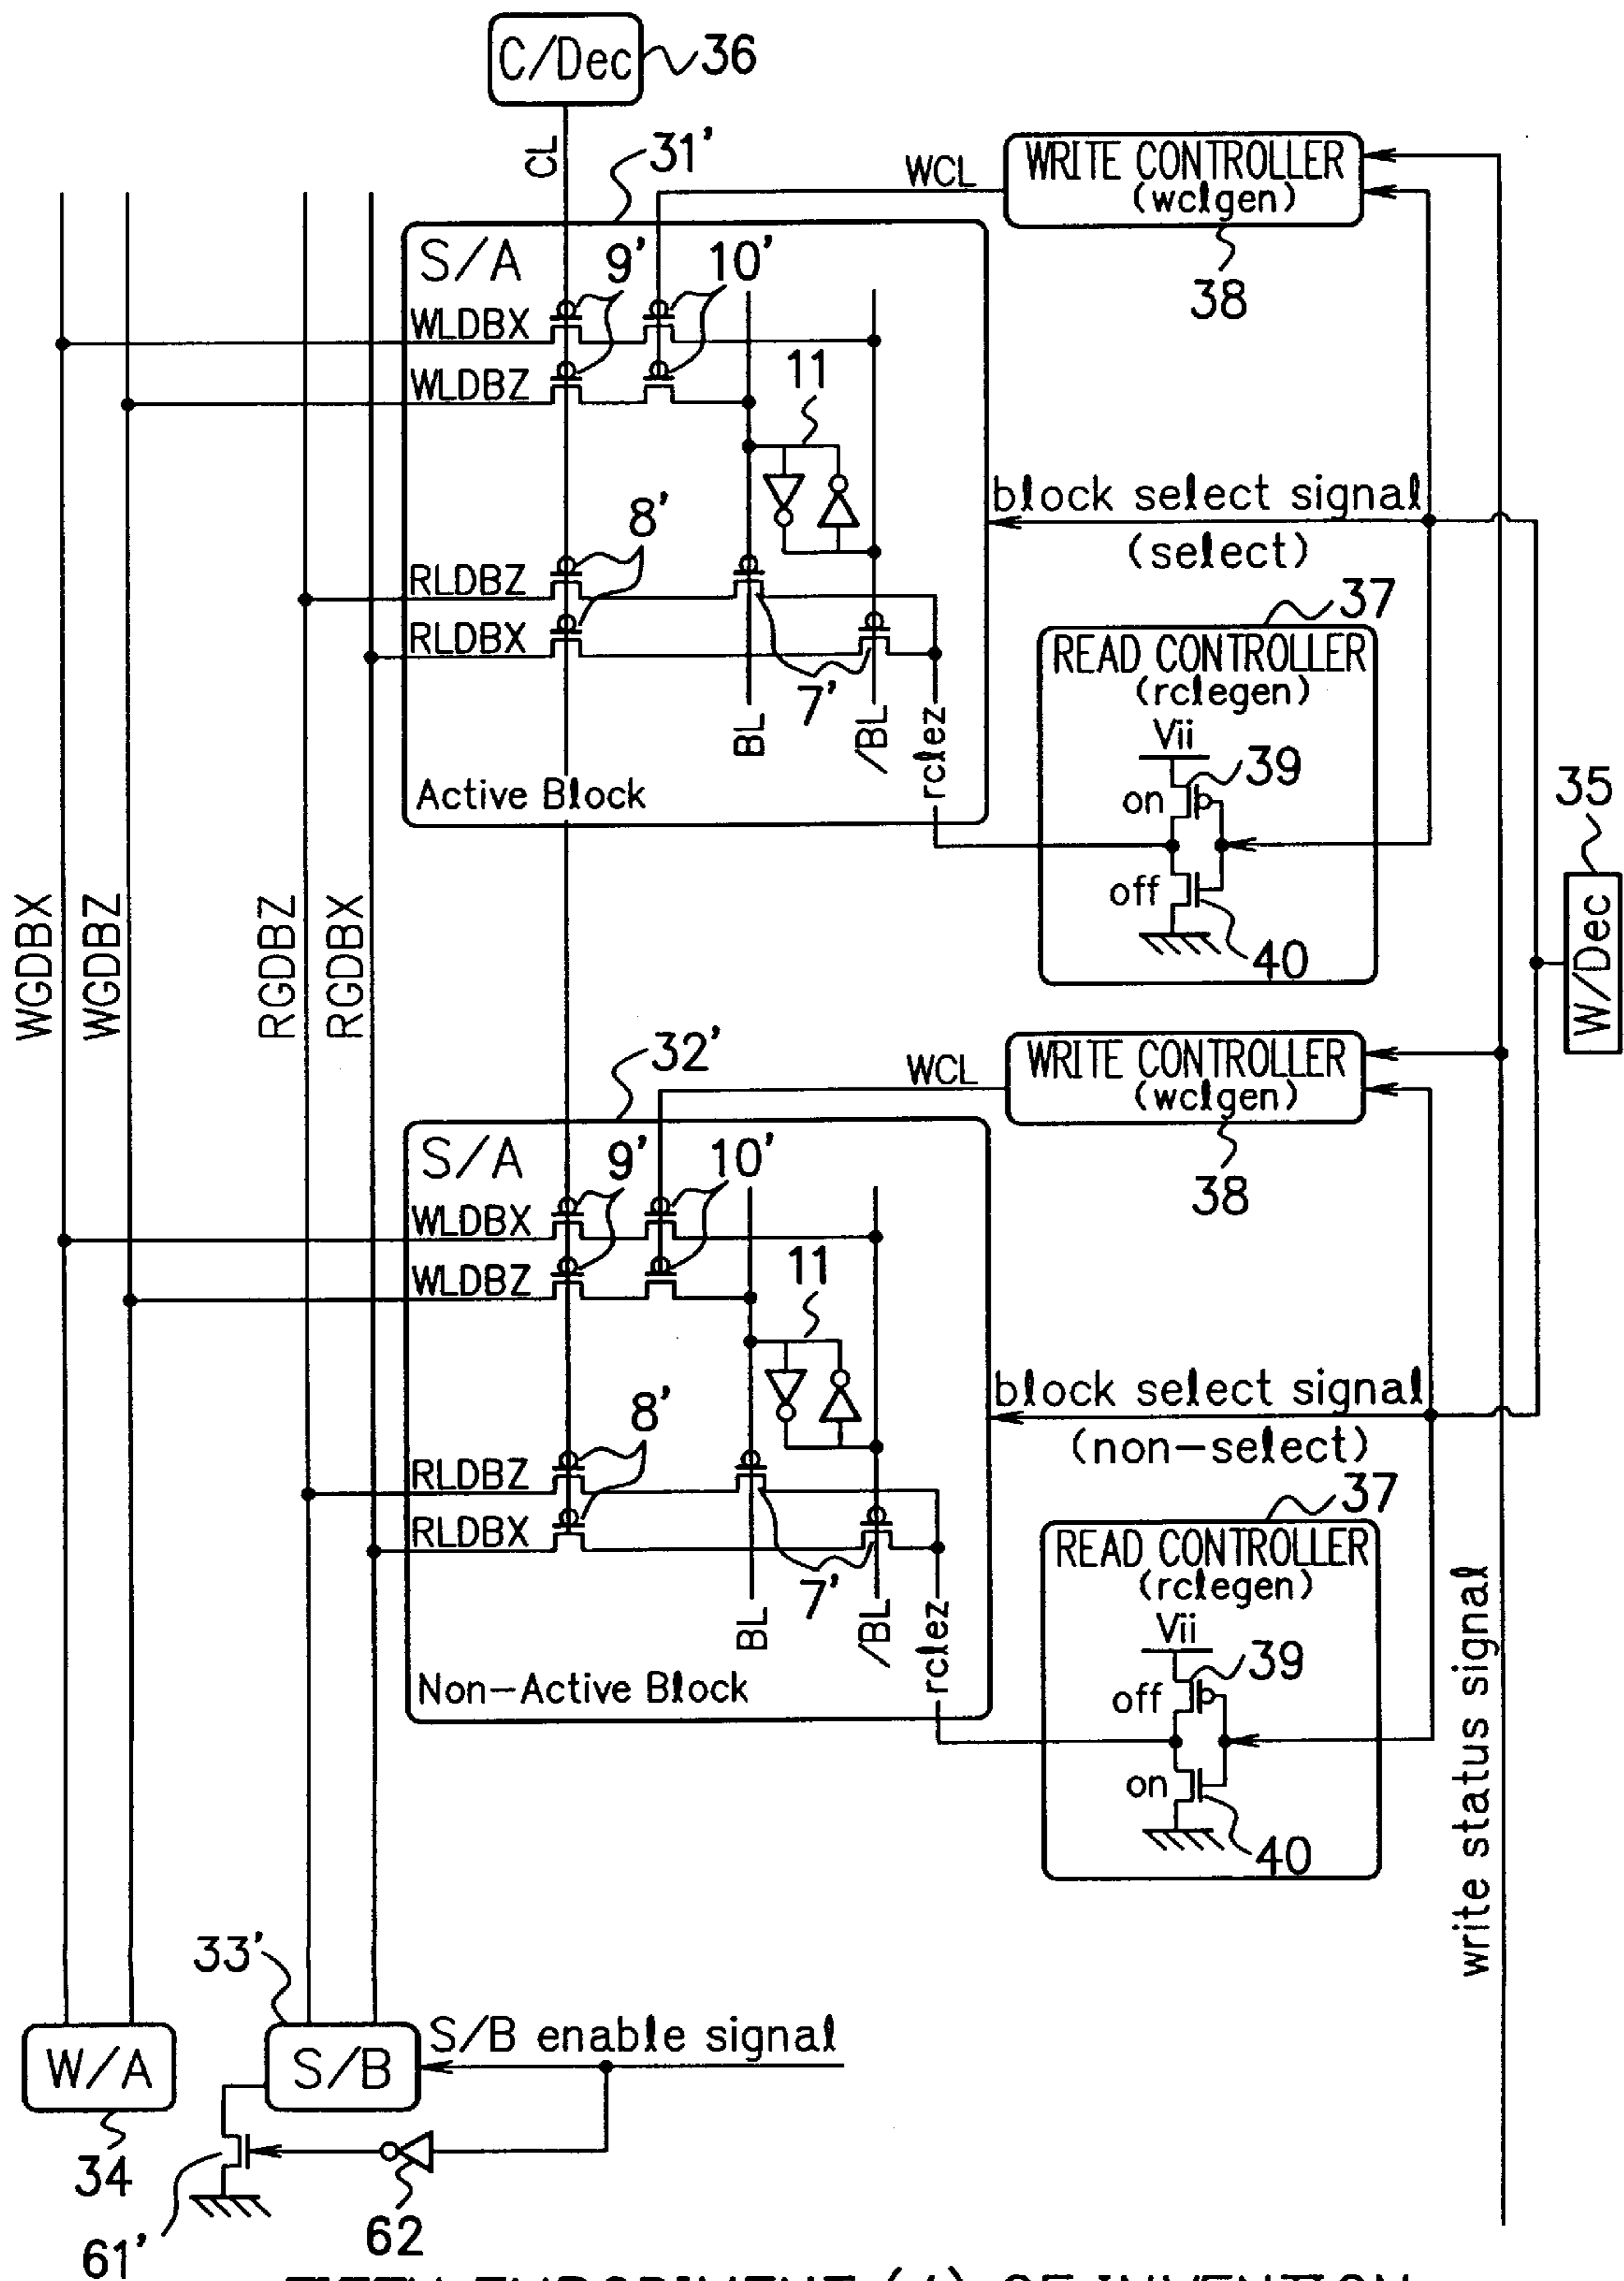 C/Dec
36
CL
31'
WCL
WRITE CONTROLLER
(wclgen)
38
S/A
9'
10'
WLDBX
WLDBZ
11
8'
RLDBZ
RLDBX
7'
BL
/BL
rclez
Active Block
block select signal
(select)
37
READ CONTROLLER
(rclegen)
Vii
39
on
off
40
35
W/Dec
WGDBX
WGDBZ
RGDBZ
RGDBX
32'
WCL
WRITE CONTROLLER
(wclgen)
38
S/A
9'
10'
WLDBX
WLDBZ
11
8'
RLDBZ
RLDBX
7'
BL
/BL
rclez
Non-Active Block
block select signal
(non-select)
37
READ CONTROLLER
(rclegen)
Vii
39
off
on
40
write status signal
33'
W/A
S/B
S/B enable signal
34
61'
62
OF INVENTION